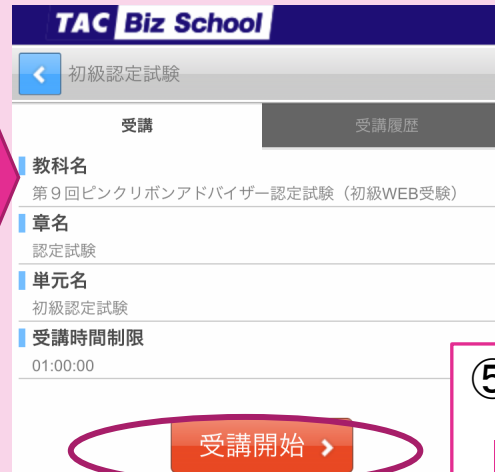 TAC Biz School
初級認定試験
受講 受講履歴
教科名
第9回ピンクリボンアドバイザー認定試験（初級WEB受験）
章名
認定試験
単元名
初級認定試験
受講時間制限
01:00:00
⑤
受講開始